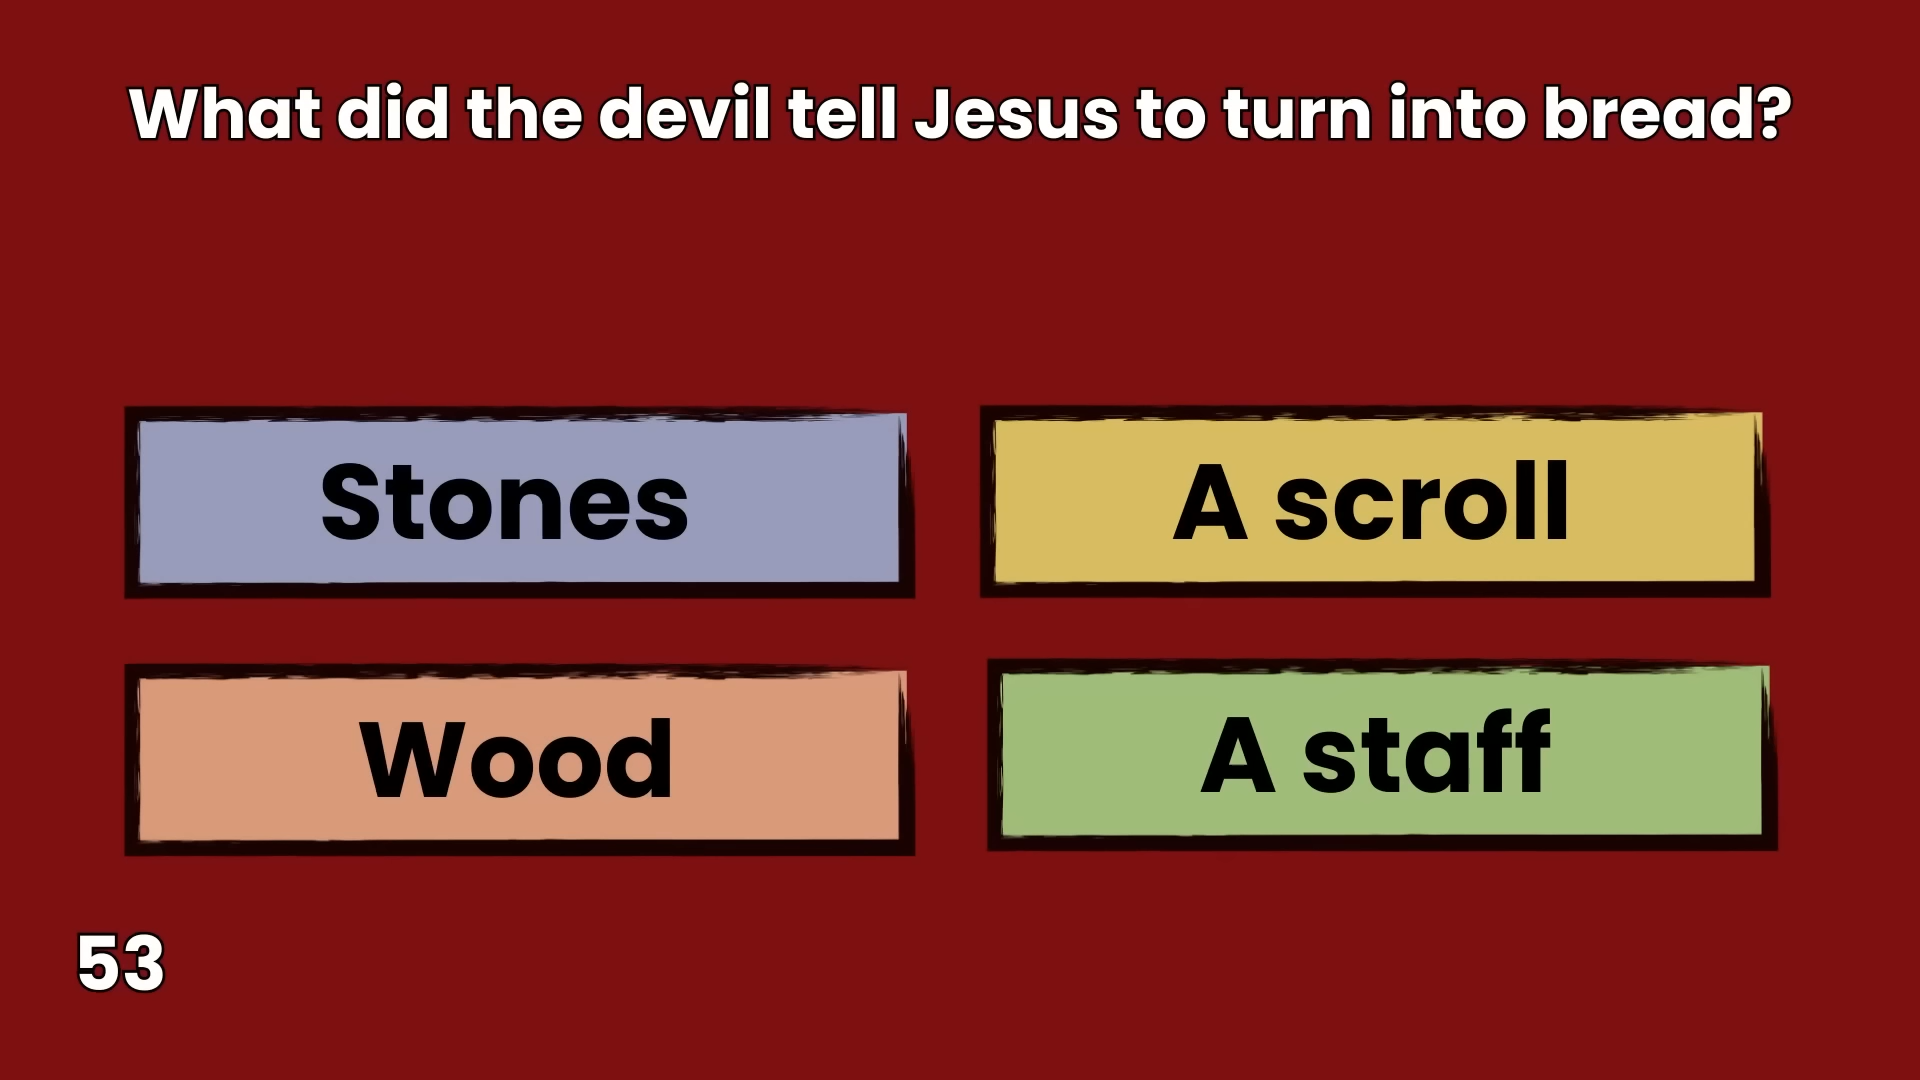 What did the devil tell Jesus to turn into bread?
Stones
A scroll
Wood
A staff
53